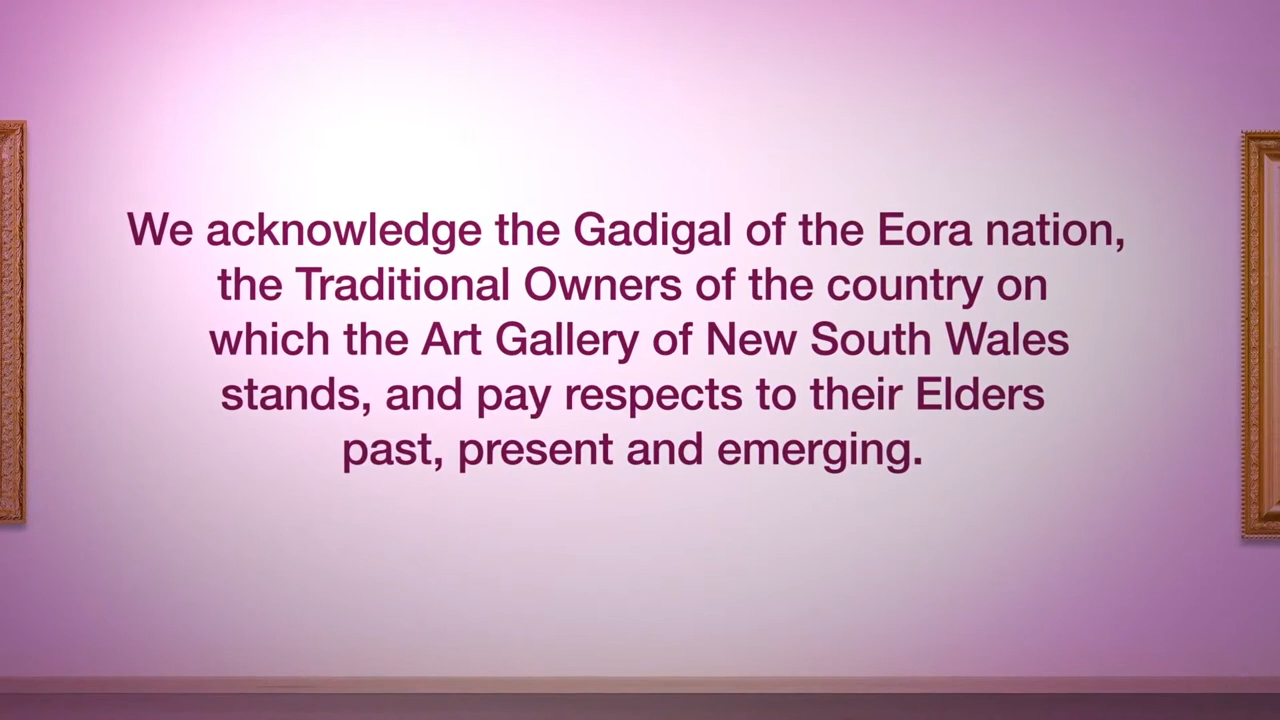 We acknowledge the Gadigal of the Eora nation,
the Traditional Owners of the country on
which the Art Gallery of New South Wales
stands, and pay respects to their Elders
past, present and emerging.